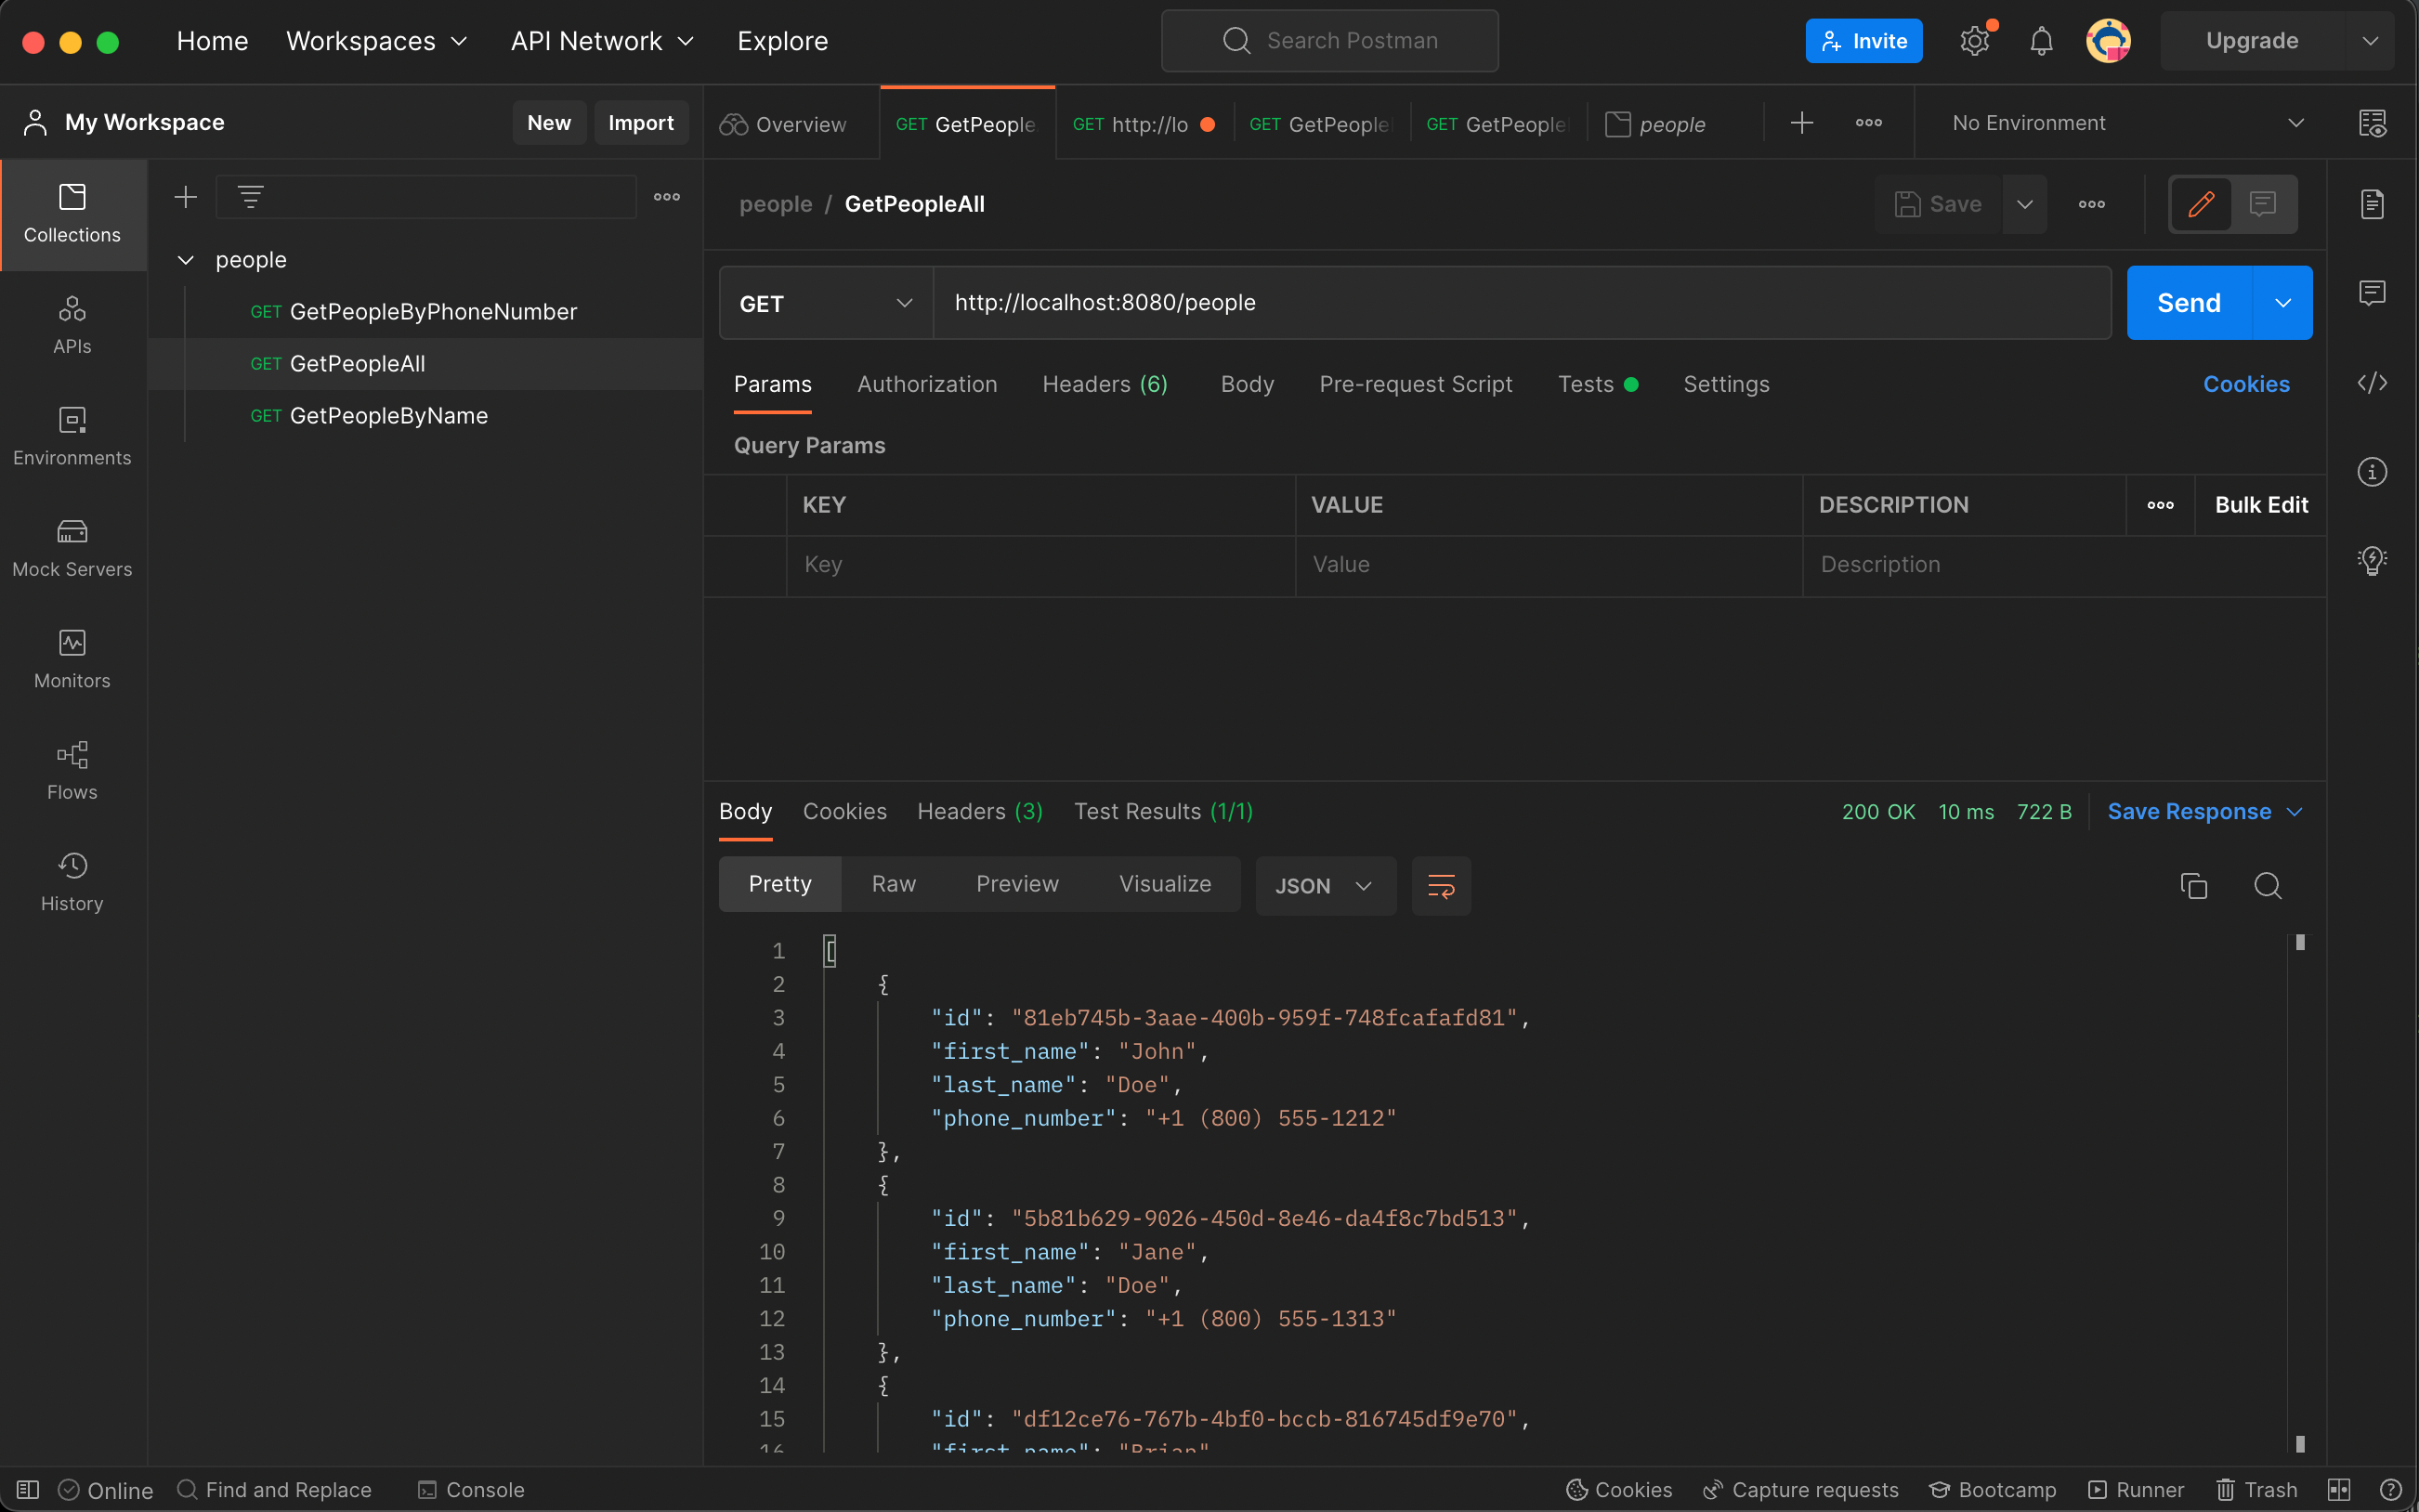 Home Workspaces API Network Explore Search Postman Invite Upgrade
My Workspace New Import Overview GET GetPeople GET http://lo GET GetPeople GET GetPeople people No Environment
Collections
APIs
Environments
Mock Servers
Monitors
Flows
History
people
GET GetPeopleByPhoneNumber
GET GetPeopleAll
GET GetPeopleByName
people / GetPeopleAll Save
GET http://localhost:8080/people Send
Params Authorization Headers (6) Body Pre-request Script Tests Settings Cookies
Query Params
KEY VALUE DESCRIPTION Bulk Edit
Key Value Description
Body Cookies Headers (3) Test Results (1/1) 200 OK 10 ms 722 B Save Response
Pretty Raw Preview Visualize JSON
1 [
2 {
3 "id": "81eb745b-3aae-400b-959f-748fcafafd81",
4 "first_name": "John",
5 "last_name": "Doe",
6 "phone_number": "+1 (800) 555-1212"
7 },
8 {
9 "id": "5b81b629-9026-450d-8e46-da4f8c7bd513",
10 "first_name": "Jane",
11 "last_name": "Doe",
12 "phone_number": "+1 (800) 555-1313"
13 },
14 {
15 "id": "df12ce76-767b-4bf0-bccb-816745df9e70",
16 "first_name": "Brian"
Online Find and Replace Console Cookies Capture requests Bootcamp Runner Trash